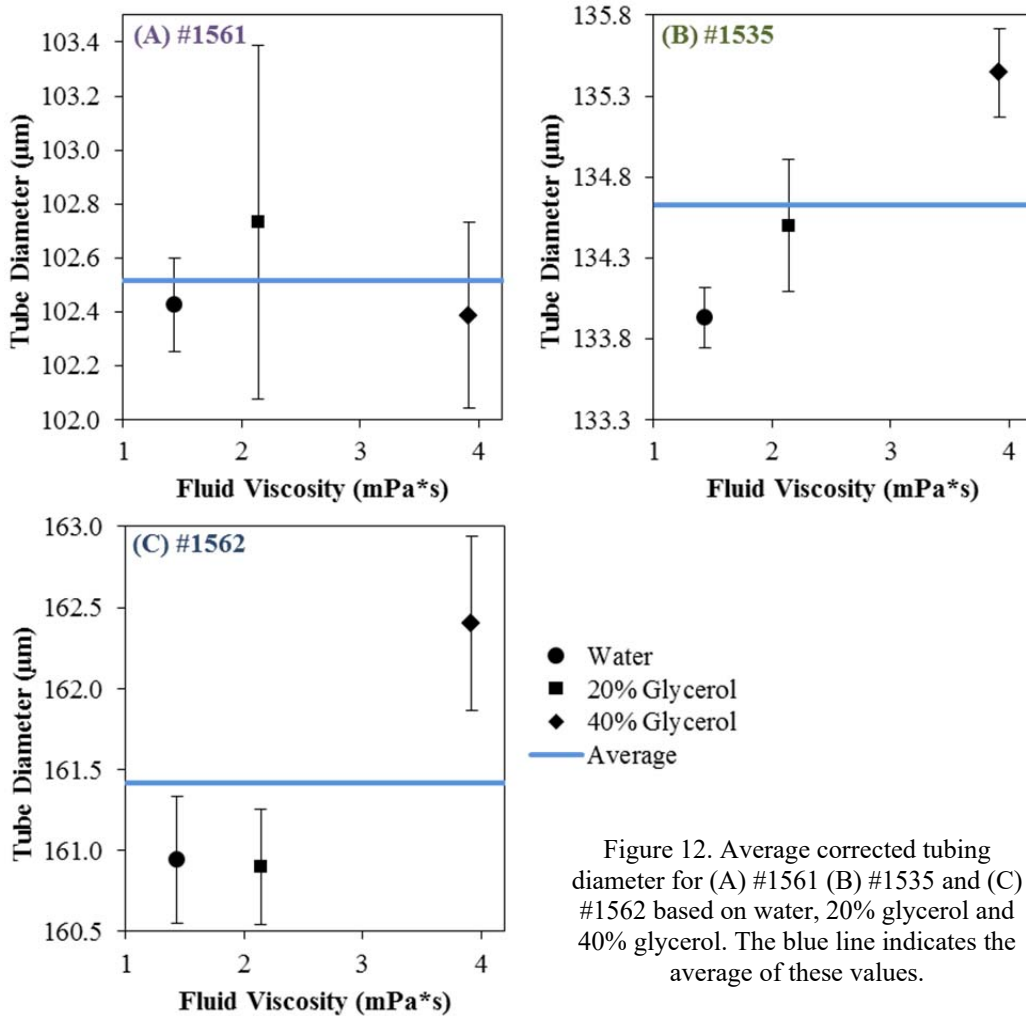 (A) #1561
Tube Diameter (µm)
103.4
103.2
103.0
102.8
102.6
102.4
102.2
102.0
1 2 3 4
Fluid Viscosity (mPa*s)
(B) #1535
Tube Diameter (µm)
135.8
135.3
134.8
134.3
133.8
133.3
1 2 3 4
Fluid Viscosity (mPa*s)
(C) #1562
Tube Diameter (µm)
163.0
162.5
162.0
161.5
161.0
160.5
1 2 3 4
Fluid Viscosity (mPa*s)
Water
20% Glycerol
40% Glycerol
Average
Figure 12. Average corrected tubing
diameter for (A) #1561 (B) #1535 and (C)
#1562 based on water, 20% glycerol and
40% glycerol. The blue line indicates the
average of these values.